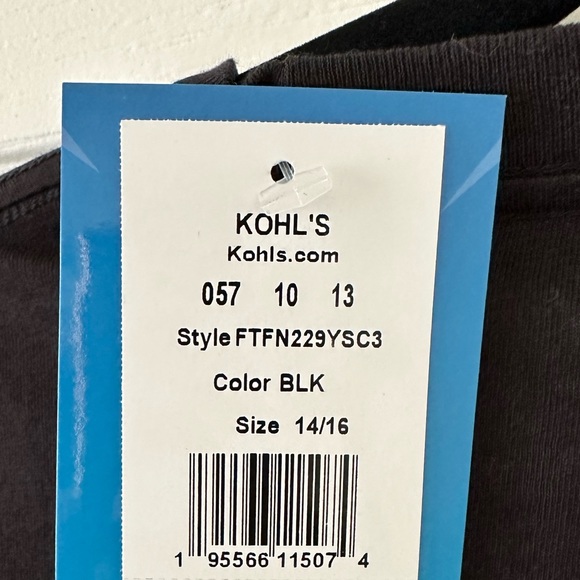 KOHL'S
Kohls.com
057 10 13
Style FTFN229YSC3
Color BLK
Size 14/16
1 95566 11507 4